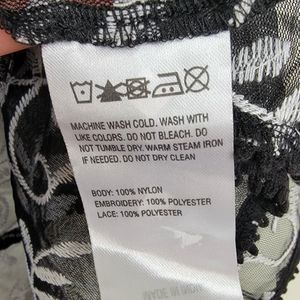 MACHINE WASH COLD. WASH WITH
LIKE COLORS. DO NOT BLEACH. DO
NOT TUMBLE DRY. WARM STEAM IRON
IF NEEDED. DO NOT DRY CLEAN
BODY: 100% NYLON
EMBROIDERY: 100% POLYESTER
LACE: 100% POLYESTER